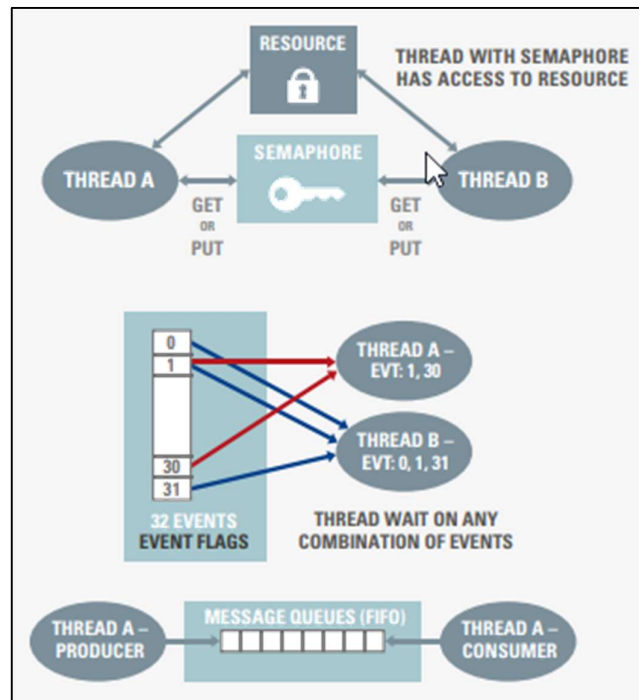 RESOURCE
THREAD WITH SEMAPHORE
HAS ACCESS TO RESOURCE
SEMAPHORE
THREAD A
THREAD B
GET
OR
PUT
GET
OR
PUT
0
1
30
31
THREAD A –
EVT: 1, 30
THREAD B –
EVT: 0, 1, 31
32 EVENTS
EVENT FLAGS
THREAD WAIT ON ANY
COMBINATION OF EVENTS
MESSAGE QUEUES (FIFO)
THREAD A –
PRODUCER
THREAD A –
CONSUMER